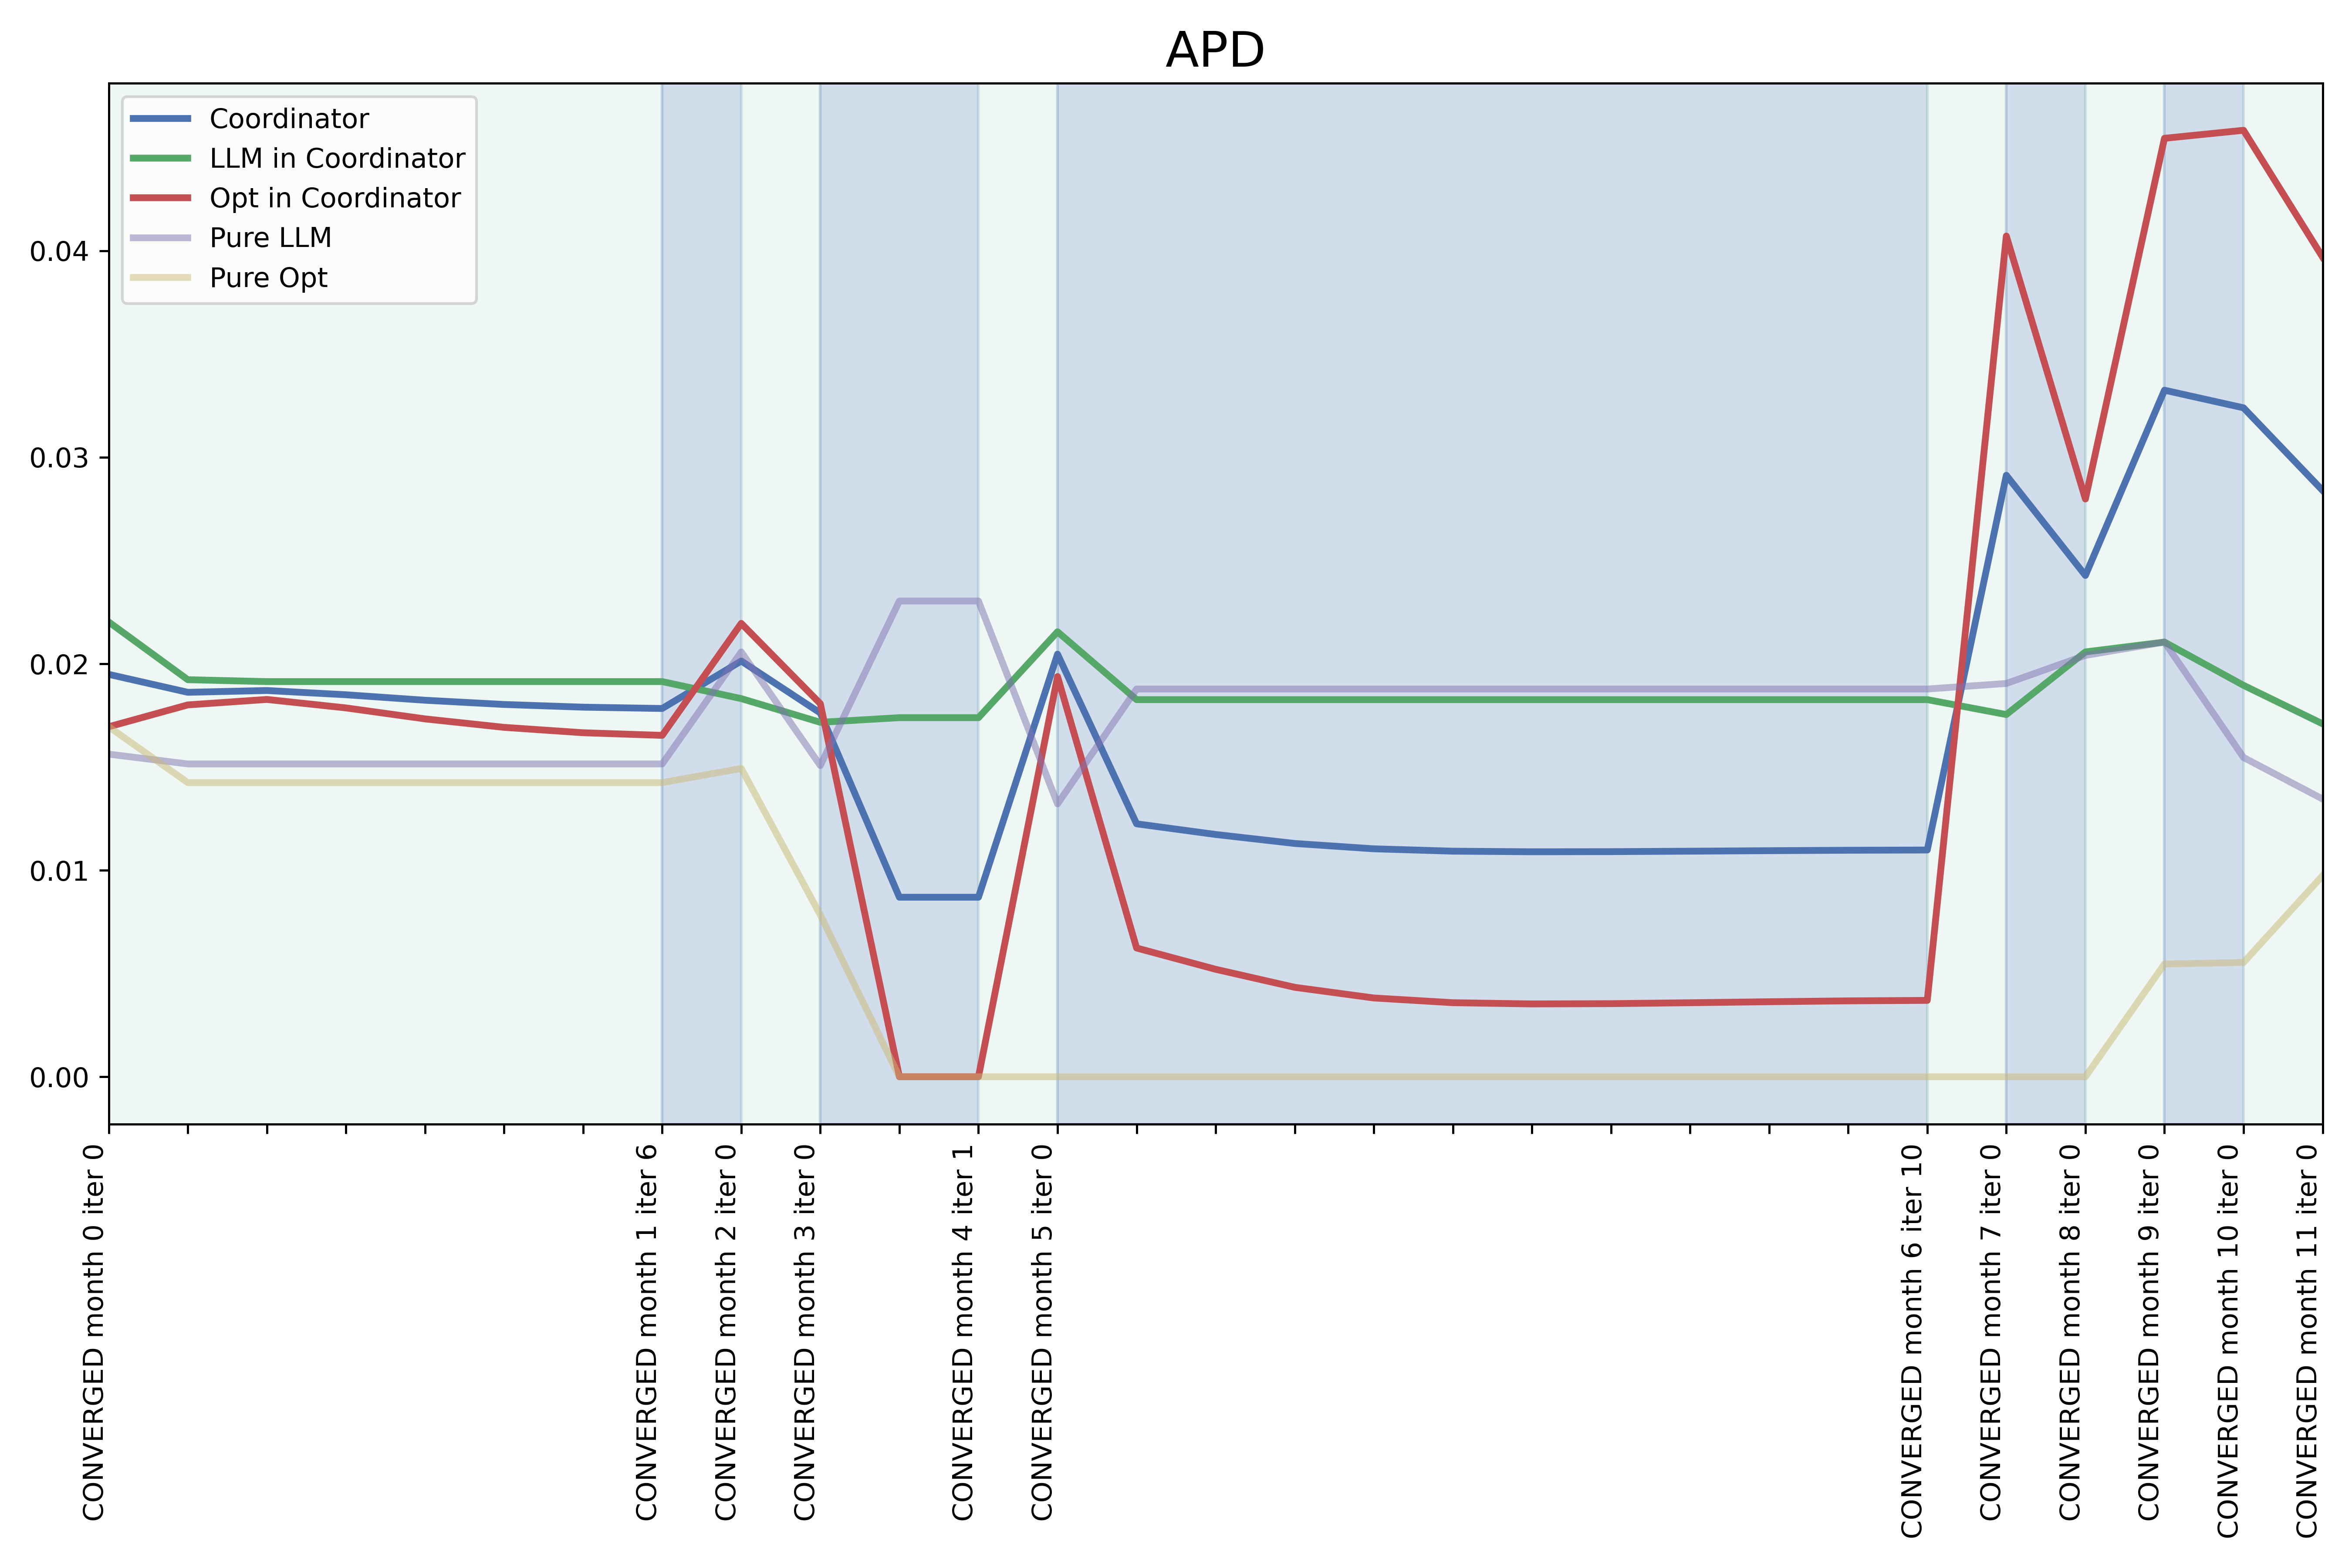 APD
Coordinator
LLM in Coordinator
Opt in Coordinator
Pure LLM
Pure Opt
0.04
0.03
0.02
0.01
0.00
CONVERGED month 0 iter 0
CONVERGED month 1 iter 6
CONVERGED month 2 iter 0
CONVERGED month 3 iter 0
CONVERGED month 4 iter 1
CONVERGED month 5 iter 0
CONVERGED month 6 iter 10
CONVERGED month 7 iter 0
CONVERGED month 8 iter 0
CONVERGED month 9 iter 0
CONVERGED month 10 iter 0
CONVERGED month 11 iter 0